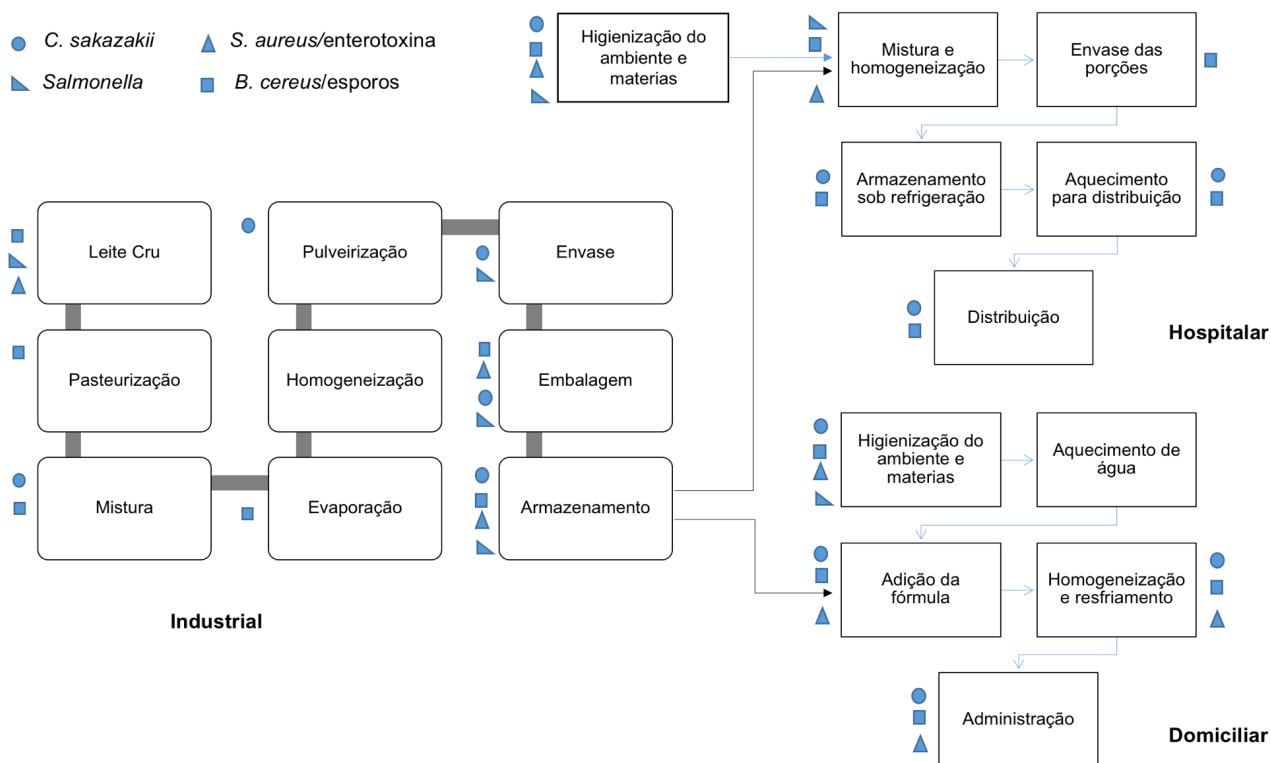 C. sakazakii
S. aureus/enterotoxina
Salmonella
B. cereus/esporos
Higienização do
ambiente e
materias
Mistura e
homogeneização
Envase das
porções
Armazenamento
sob refrigeração
Aquecimento
para distribuição
Distribuição
Hospitalar
Leite Cru
Pulveirização
Envase
Pasteurização
Homogeneização
Embalagem
Mistura
Evaporação
Armazenamento
Industrial
Higienização do
ambiente e
materias
Aquecimento de
água
Adição da
fórmula
Homogeneização
e resfriamento
Administração
Domiciliar